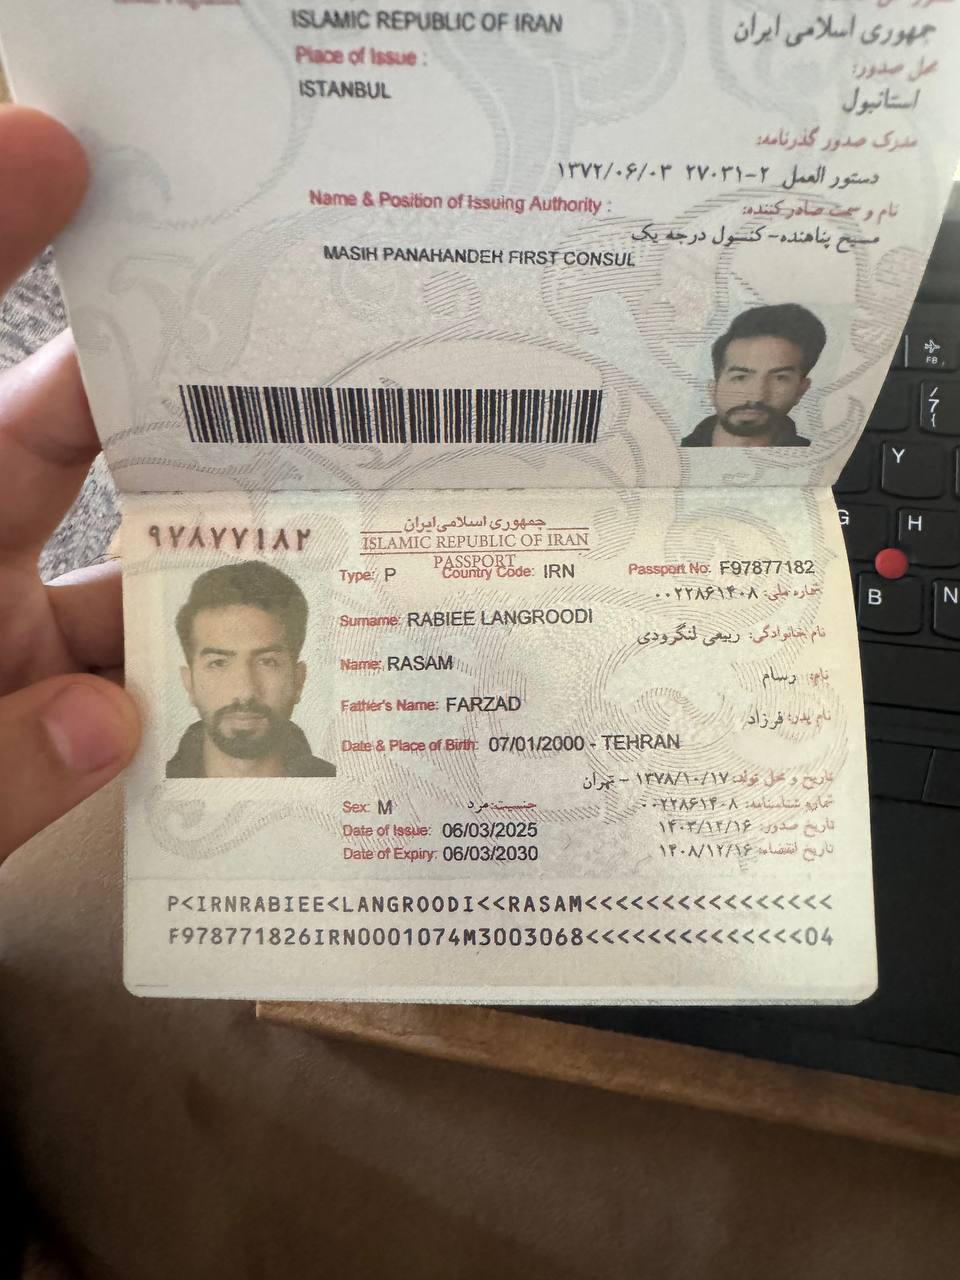 ISLAMIC REPUBLIC OF IRAN
جمهوری اسلامی ایران
Place of Issue :
محل صدور:
ISTANBUL
استانبول
مدرک صدور گذرنامه:
دستور العمل ۲-۲۷۰۳۱ ۱۳۷۲/۰۶/۰۳
Name & Position of Issuing Authority :
نام و سمت صادرکننده:
مسیح پناهنده-کنسول درجه یک
MASIH PANAHANDEH FIRST CONSUL
۹۷۸۷۷۱۸۲
جمهوری اسلامی ایران
ISLAMIC REPUBLIC OF IRAN
PASSPORT
Type: P Country Code: IRN Passport No: F97877182
شماره ملی: ۰۰۲۲۸۶۱۴۰۸
Surname: RABIEE LANGROODI
نام خانوادگی: ربیعی لنگرودی
Name: RASAM
نام: رسام
Father's Name: FARZAD
نام پدر: فرزاد
Date & Place of Birth: 07/01/2000 - TEHRAN
تاریخ و محل تولد: ۱۳۷۸/۱۰/۱۷ - تهران
Sex: M جنسیت: مرد
شماره شناسنامه: ۰۰۲۲۸۶۱۴۰۸
Date of Issue: 06/03/2025
تاریخ صدور: ۱۴۰۳/۱۲/۱۶
Date of Expiry: 06/03/2030
تاریخ انقضاء: ۱۴۰۸/۱۲/۱۶
P<IRNRABIEE<LANGROODI<<RASAM<<<<<<<<<<<<<<<<
F978771826IRN0001074M3003068<<<<<<<<<<<<<<04
FB
7
Y
G
H
B
N